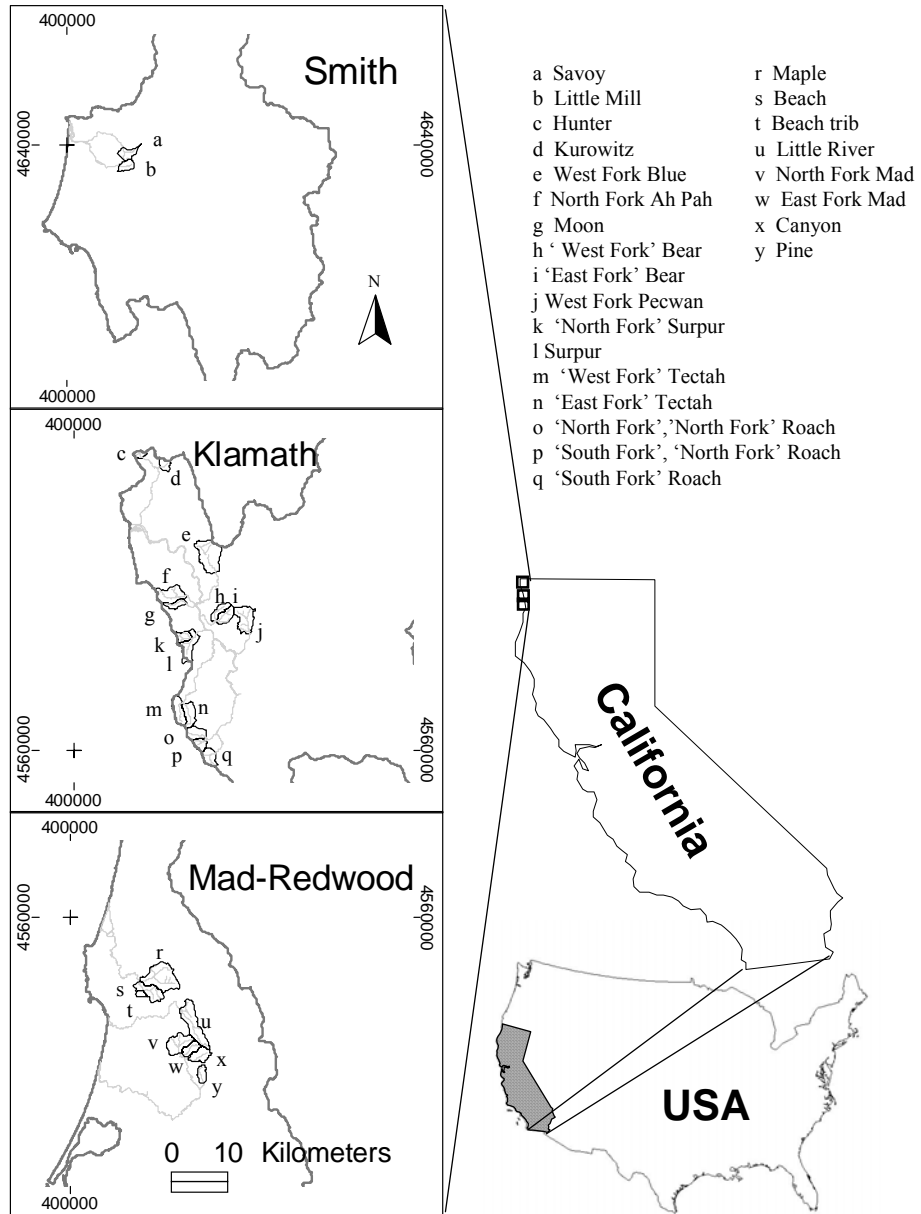 400000
Smith
4640000
4640000
a
b
N
400000
400000
Klamath
c
d
e
f
g
h i
j
k
l
m
n
o
p
q
4560000
4560000
400000
400000
Mad-Redwood
4560000
4560000
r
s
t
u
v
w
x
y
0 10 Kilometers
400000
a Savoy
b Little Mill
c Hunter
d Kurowitz
e West Fork Blue
f North Fork Ah Pah
g Moon
h ‘ West Fork’ Bear
i ‘East Fork’ Bear
j West Fork Pecwan
k ‘North Fork’ Surpur
l Surpur
m ‘West Fork’ Tectah
n ‘East Fork’ Tectah
o ‘North Fork’,’North Fork’ Roach
p ‘South Fork’, ‘North Fork’ Roach
q ‘South Fork’ Roach
r Maple
s Beach
t Beach trib
u Little River
v North Fork Mad
w East Fork Mad
x Canyon
y Pine
California
USA